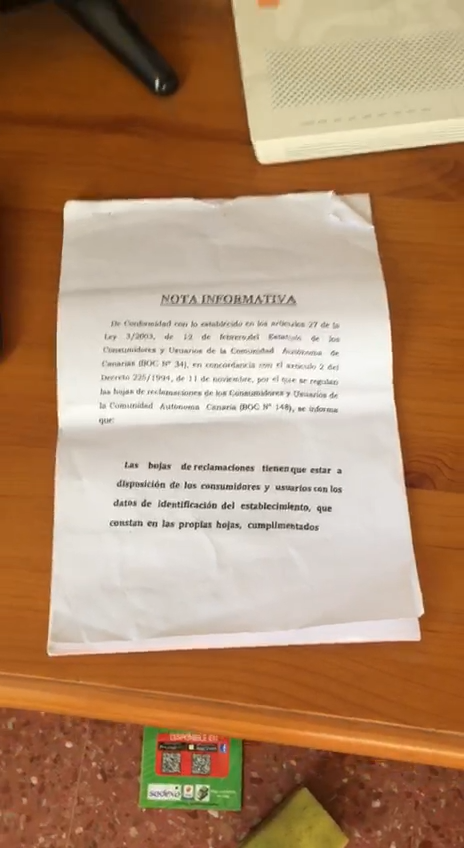 NOTA INFORMATIVA
De Conformidad con lo establecido en los artículos 27 de la
Ley 3/2003, de 12 de febrero,del Estatuto de los
Consumidores y Usuarios de la Comunidad Autónoma de
Canarias (BOC Nº 34), en concordancia con el artículo 2 del
Decreto 225/1994, de 11 de noviembre, por el que se regulan
las hojas de reclamaciones de los Consumidores y Usuarios de
la Comunidad Autónoma Canaria (BOC Nº 148), se informa
que:
Las hojas de reclamaciones tienen que estar a
disposición de los consumidores y usuarios con los
datos de identificación del establecimiento, que
constan en las propias hojas, cumplimentados
DISPONIBLE EN
sodexo